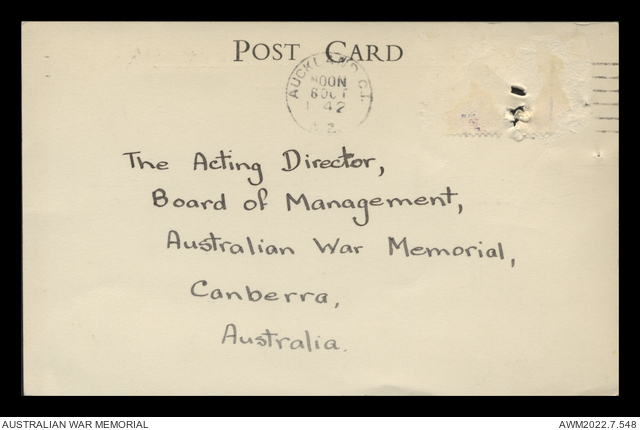 POST CARD
AUCKLAND C.1.
NOON
6 OCT
42
N.Z.
The Acting Director,
Board of Management,
Australian War Memorial,
Canberra,
Australia.
AUSTRALIAN WAR MEMORIAL
AWM2022.7.548